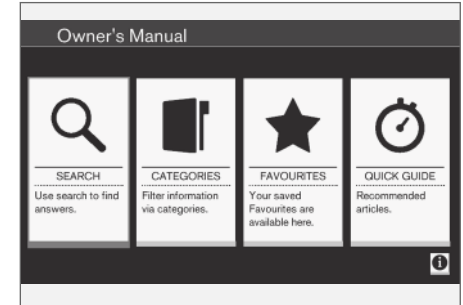 Owner's Manual
SEARCH
Use search to find
answers.
CATEGORIES
Filter information
via categories.
FAVOURITES
Your saved
Favourites are
available here.
QUICK GUIDE
Recommended
articles.
i